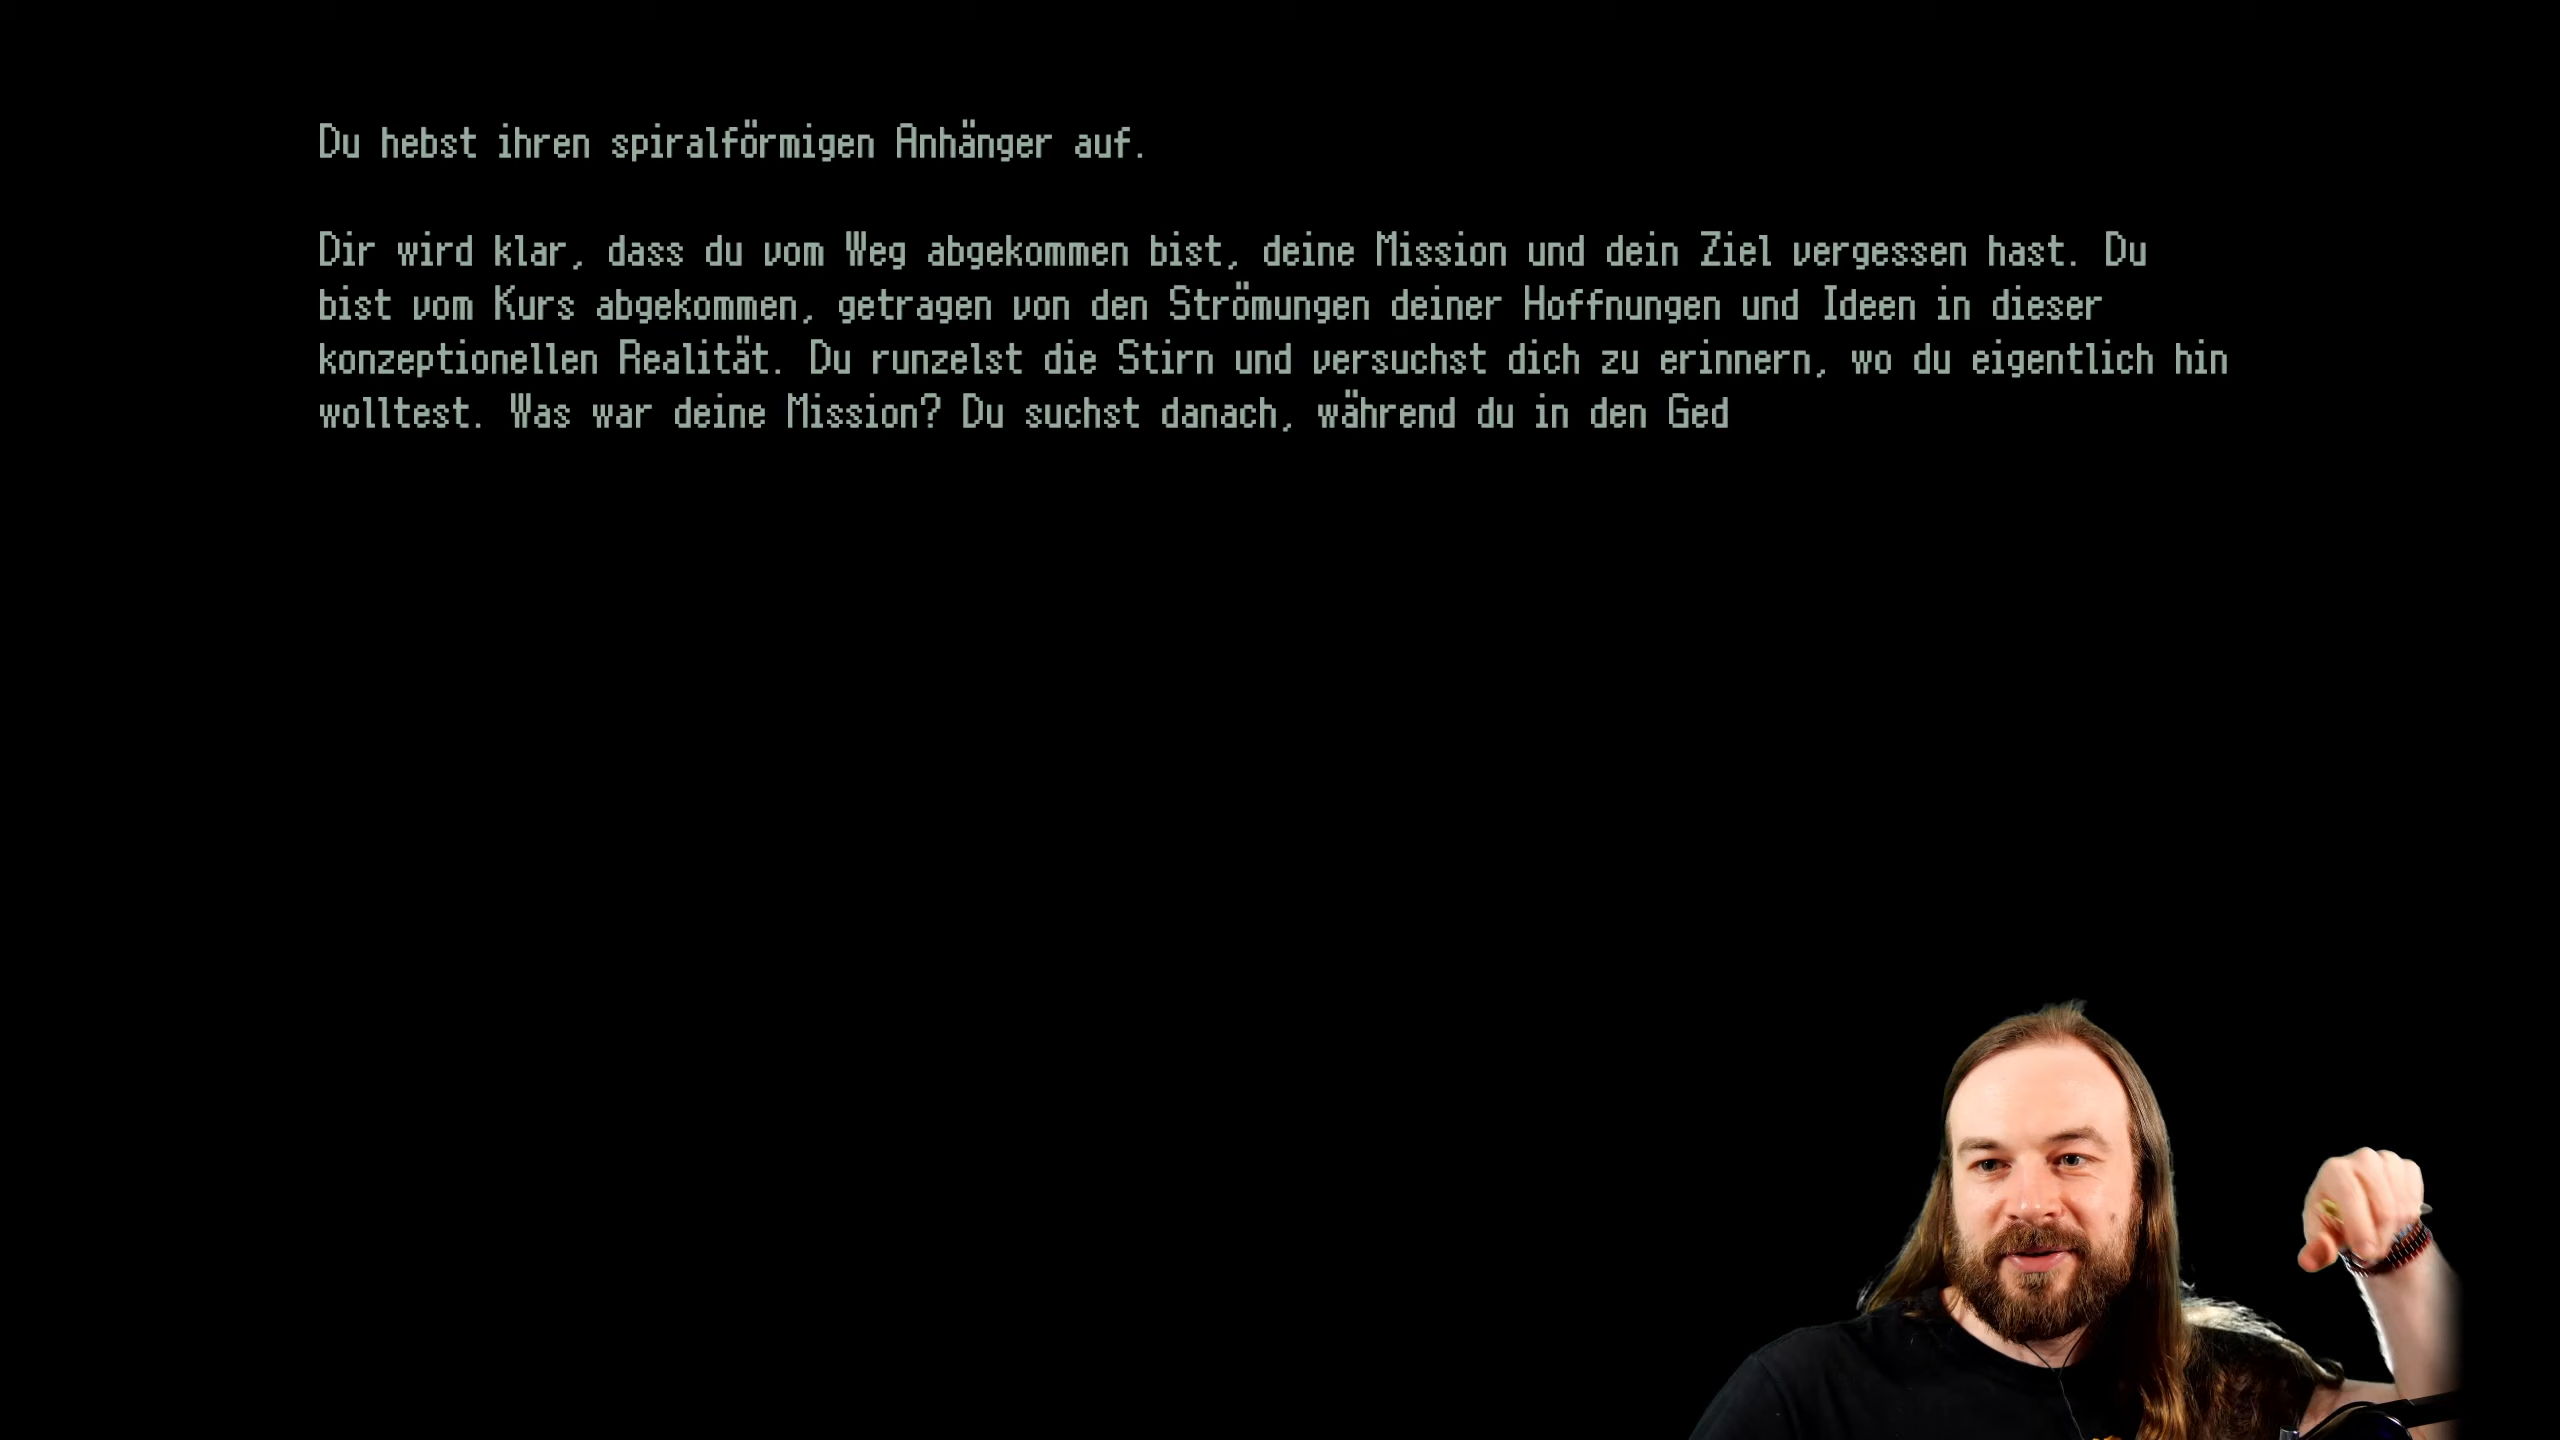 Du hebst ihren spiralförmigen Anhänger auf.
Dir wird klar, dass du vom Weg abgekommen bist, deine Mission und dein Ziel vergessen hast. Du
bist vom Kurs abgekommen, getragen von den Strömungen deiner Hoffnungen und Ideen in dieser
konzeptionellen Realität. Du runzelst die Stirn und versuchst dich zu erinnern, wo du eigentlich hin
wolltest. Was war deine Mission? Du suchst danach, während du in den Ged